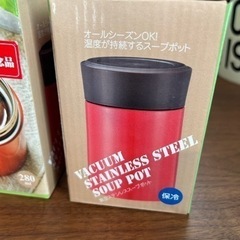 オールシーズンOK!
温度が持続するスープポット
VACUUM
STAINLESS STEEL
SOUP POT
保冷
280